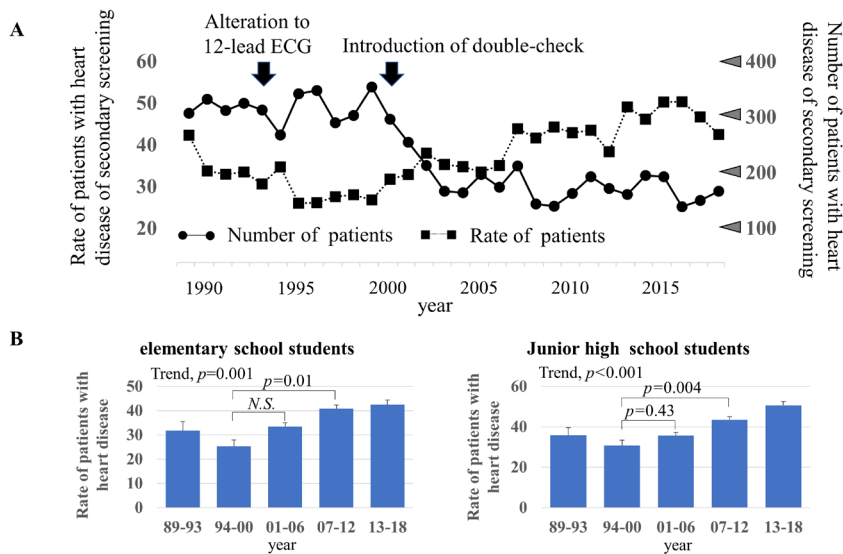 A
Alteration to
12-lead ECG
Introduction of double-check
Rate of patients with heart
disease of secondary screening
60
50
40
30
20
400
300
200
100
Number of patients with heart
disease of secondary screening
Number of patients
Rate of patients
1990 1995 2000 2005 2010 2015
year
B
elementary school students
Trend, p=0.001
p=0.01
N.S.
Rate of patients with
heart disease
50
40
30
20
10
0
89-93 94-00 01-06 07-12 13-18
year
Junior high school students
Trend, p<0.001
p=0.004
p=0.43
Rate of patients with
heart disease
60
40
20
0
89-93 94-00 01-06 07-12 13-18
year